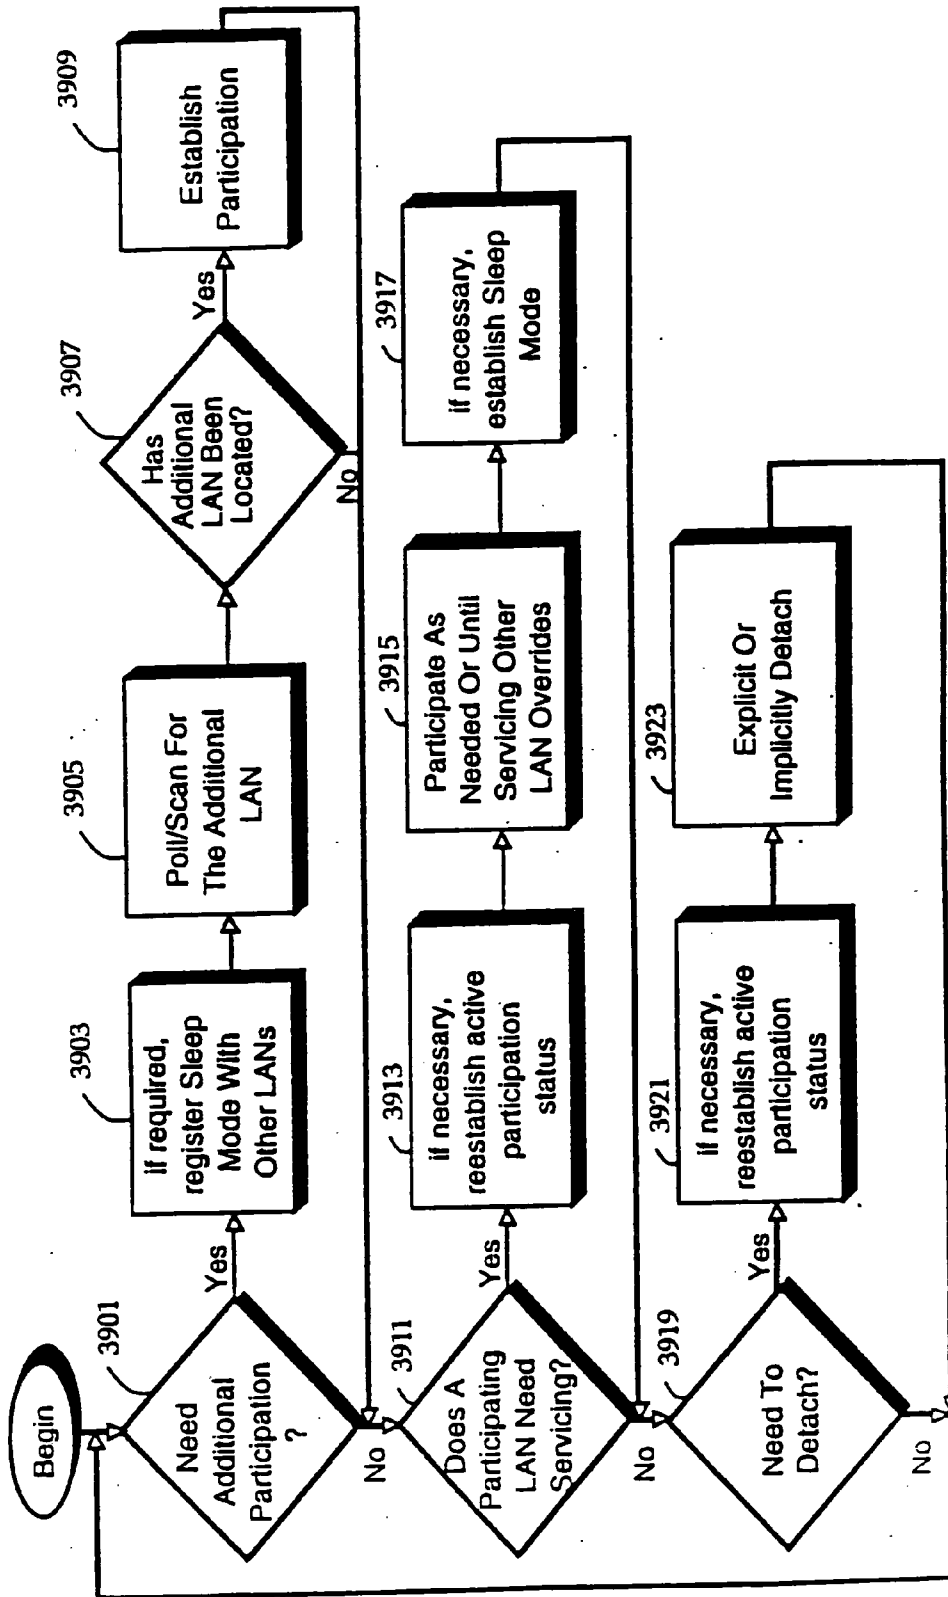 Begin
3901
Need
Additional
Participation
?
Yes
No
3903
If required,
register Sleep
Mode With
Other LANs
3905
Poll/Scan For
The Additional
LAN
3907
Has
Additional
LAN Been
Located?
Yes
No
3909
Establish
Participation
3911
Does A
Participating
LAN Need
Servicing?
Yes
No
3913
if necessary,
reestablish active
participation
status
3915
Participate As
Needed Or Until
Servicing Other
LAN Overrides
3917
if necessary,
establish Sleep
Mode
3919
Need To
Detach?
Yes
No
3921
if necessary,
reestablish active
participation
status
3923
Explicit Or
Implicitly Detach